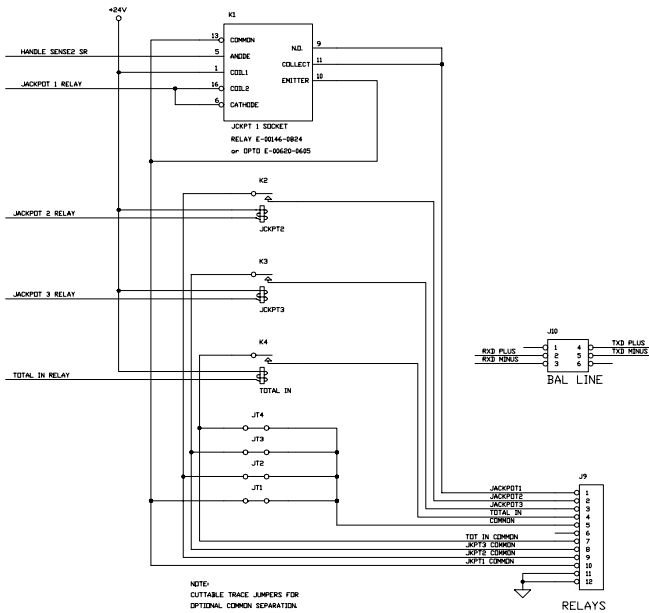 +24V
K1
13 COMMON
N.O. 9
HANDLE SENSE2 SR 5 ANODE
COLLECT 11
1 COIL1
EMITTER 10
JACKPOT 1 RELAY 16 COIL2
6 CATHODE
JCKPT 1 SOCKET
RELAY E-00146-0824
or OPTO E-00620-0605
K2
JACKPOT 2 RELAY
JCKPT2
K3
JACKPOT 3 RELAY
JCKPT3
K4
TOTAL IN RELAY
TOTAL IN
J10
1 4 TXD PLUS
RXD PLUS 2 5 TXD MINUS
RXD MINUS 3 6
BAL LINE
JT4
JT3
JT2
JT1
J9
JACKPOT1 1
JACKPOT2 2
JACKPOT3 3
TOTAL IN 4
COMMON 5
6
TOT IN COMMON 7
JKPT3 COMMON 8
JKPT2 COMMON 9
JKPT1 COMMON 10
11
12
RELAYS
NOTE:
CUTTABLE TRACE JUMPERS FOR
OPTIONAL COMMON SEPARATION.